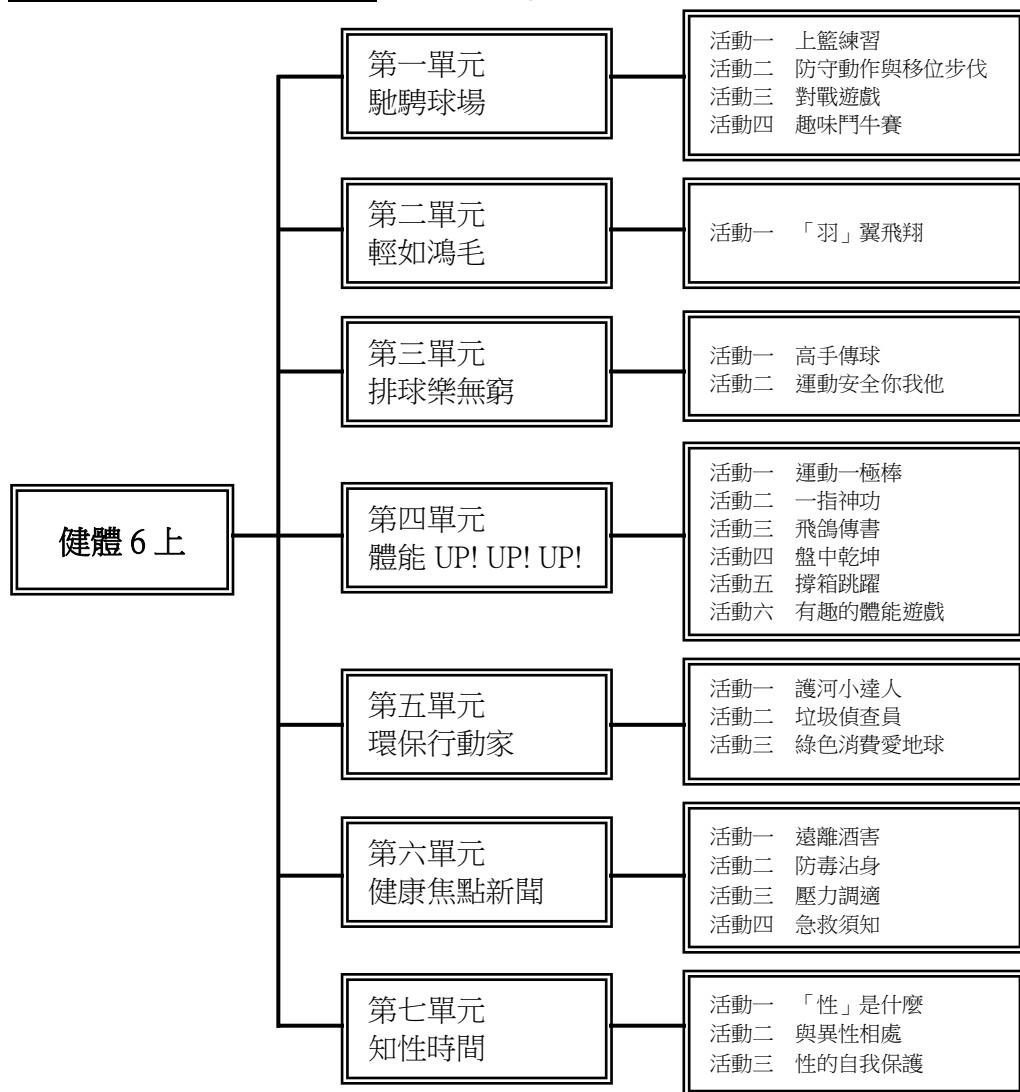 第一單元
馳騁球場
活動一 上籃練習
活動二 防守動作與移位步伐
活動三 對戰遊戲
活動四 趣味鬥牛賽
第二單元
輕如鴻毛
活動一 「羽」翼飛翔
第三單元
排球樂無窮
活動一 高手傳球
活動二 運動安全你我他
健體 6 上
第四單元
體能 UP! UP! UP!
活動一 運動一極棒
活動二 一指神功
活動三 飛鴿傳書
活動四 盤中乾坤
活動五 撐箱跳躍
活動六 有趣的體能遊戲
第五單元
環保行動家
活動一 護河小達人
活動二 垃圾偵查員
活動三 綠色消費愛地球
第六單元
健康焦點新聞
活動一 遠離酒害
活動二 防毒沾身
活動三 壓力調適
活動四 急救須知
第七單元
知性時間
活動一 「性」是什麼
活動二 與異性相處
活動三 性的自我保護